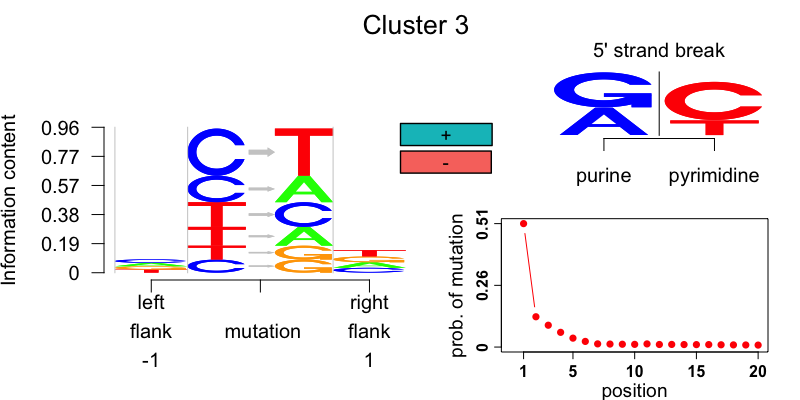 Cluster 3
5' strand break
G C
A T
purine pyrimidine
Information content
0.96
0.77
0.57
0.38
0.19
0
C T
C A
T C
T A
T G
C G
+
-
left flank -1
mutation
right flank 1
prob. of mutation
0.51
0.26
0
1 5 10 15 20
position